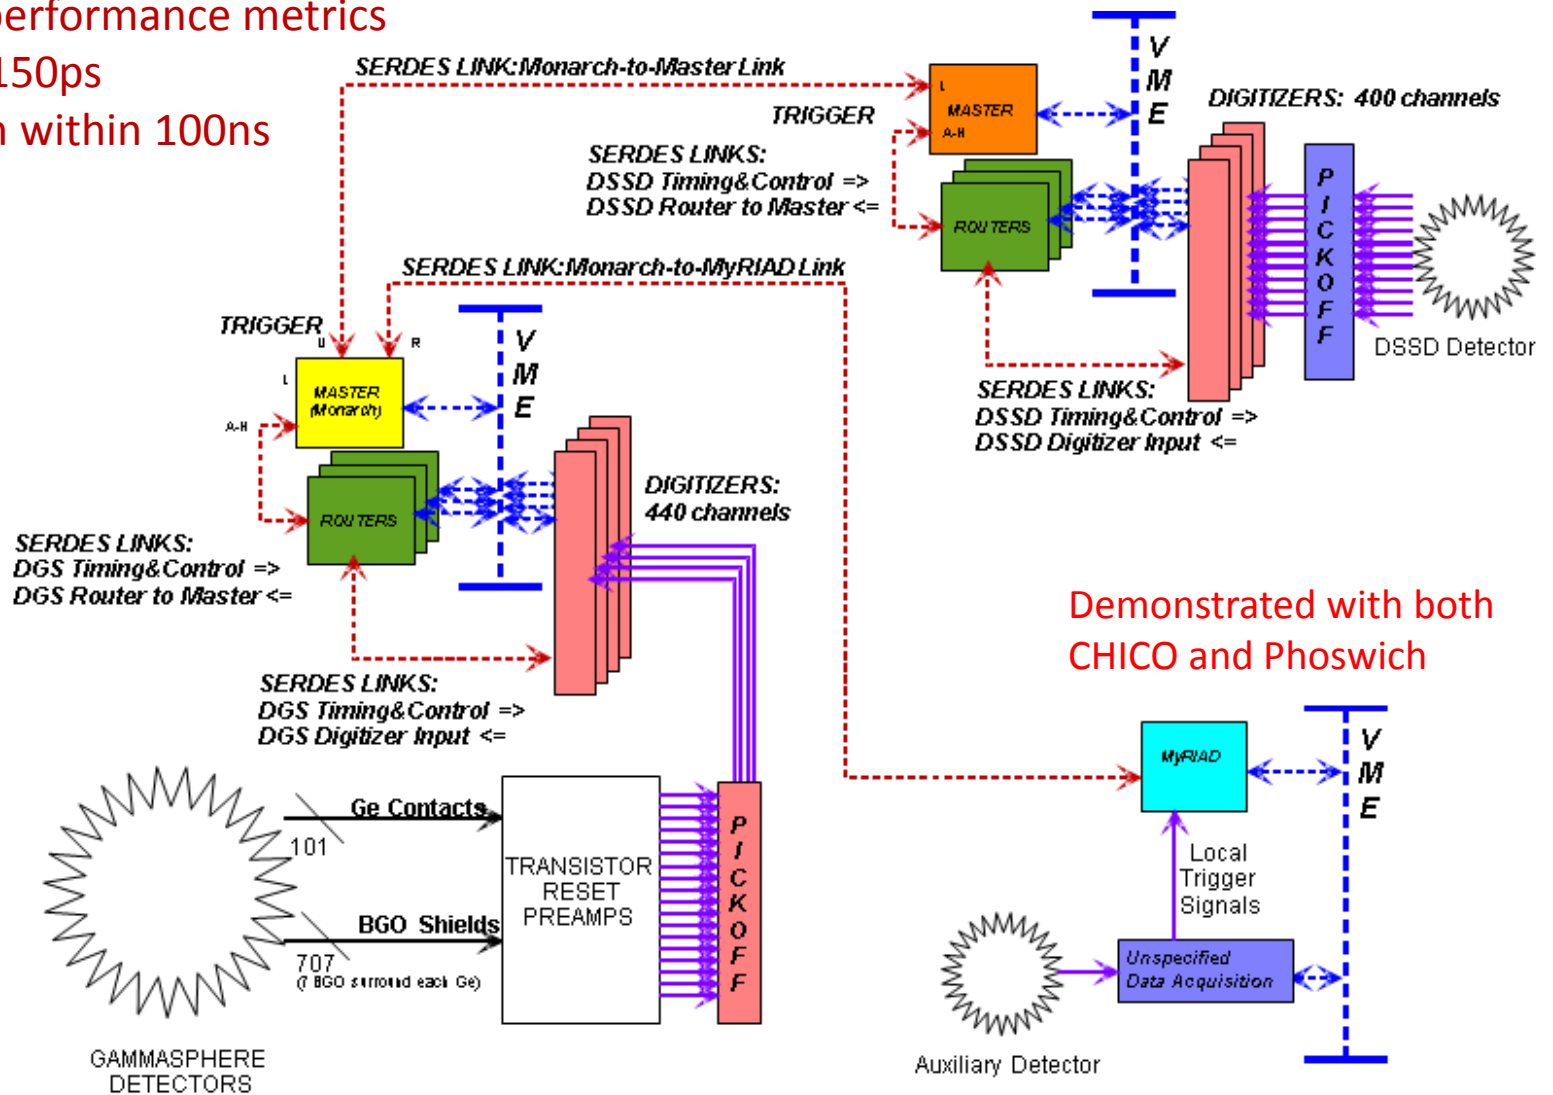 performance metrics
150ps
within 100ns
SERDES LINK:Monarch-to-Master Link
TRIGGER
L
MASTER
A-H
V
M
E
DIGITIZERS: 400 channels
SERDES LINKS:
DSSD Timing&Control =>
DSSD Router to Master <=
ROUTERS
P
I
C
K
O
F
F
DSSD Detector
SERDES LINKS:
DSSD Timing&Control =>
DSSD Digitizer Input <=
SERDES LINK:Monarch-to-MyRIAD Link
TRIGGER
U
R
L
MASTER
(Monarch)
A-H
V
M
E
ROUTERS
DIGITIZERS:
440 channels
SERDES LINKS:
DGS Timing&Control =>
DGS Router to Master <=
SERDES LINKS:
DGS Timing&Control =>
DGS Digitizer Input <=
Demonstrated with both
CHICO and Phoswich
Ge Contacts
101
BGO Shields
707
(7 BGO surround each Ge)
TRANSISTOR
RESET
PREAMPS
P
I
C
K
O
F
F
GAMMASPHERE
DETECTORS
MyRIAD
V
M
E
Local
Trigger
Signals
Unspecified
Data Acquisition
Auxiliary Detector